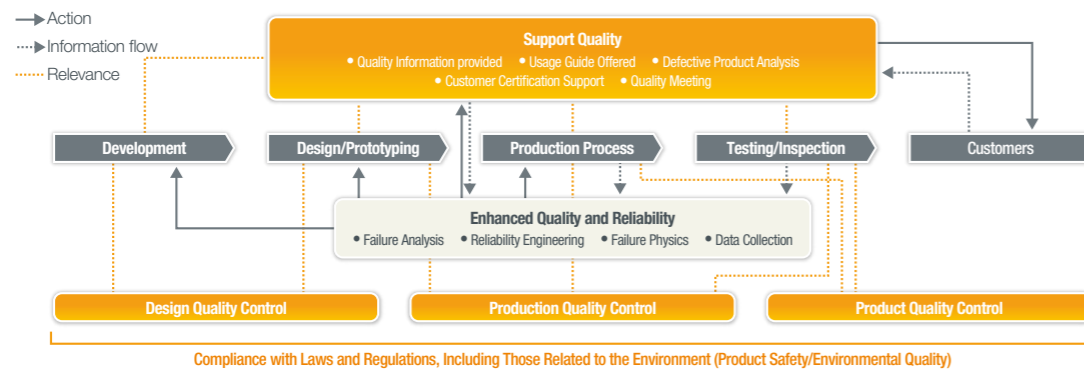 Action
Information flow
Relevance
Support Quality
• Quality Information provided • Usage Guide Offered • Defective Product Analysis
• Customer Certification Support • Quality Meeting
Development
Design/Prototyping
Production Process
Testing/Inspection
Customers
Enhanced Quality and Reliability
• Failure Analysis • Reliability Engineering • Failure Physics • Data Collection
Design Quality Control
Production Quality Control
Product Quality Control
Compliance with Laws and Regulations, Including Those Related to the Environment (Product Safety/Environmental Quality)